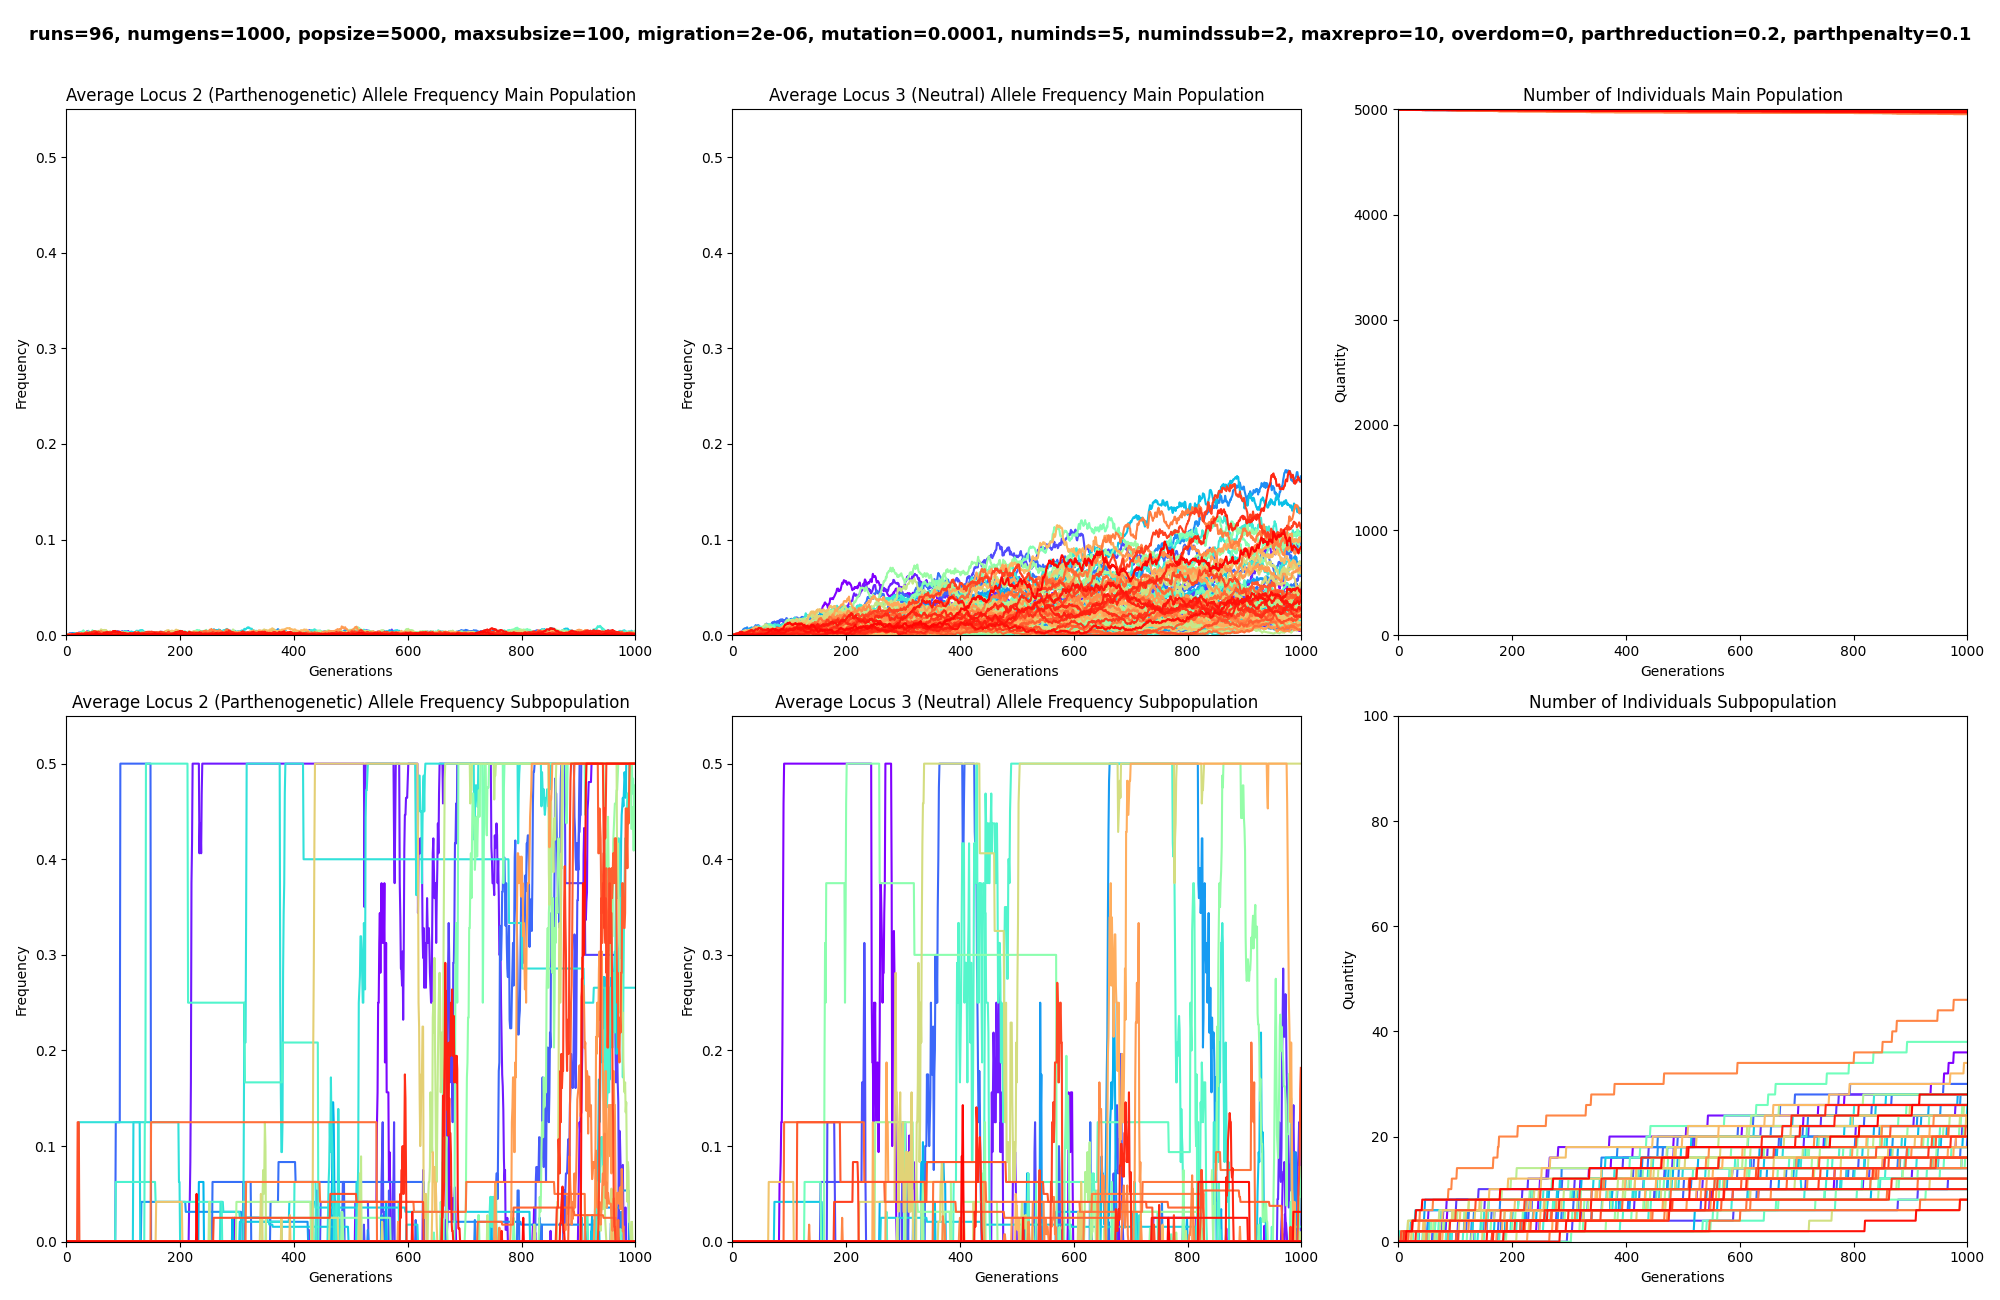 runs=96, numgens=1000, popsize=5000, maxsubsize=100, migration=2e-06, mutation=0.0001, numinds=5, numindssub=2, maxrepro=10, overdom=0, parthreduction=0.2, parthpenalty=0.1
Average Locus 2 (Parthenogenetic) Allele Frequency Main Population
0.5
0.4
0.3
0.2
0.1
0.0
Frequency
0 200 400 600 800 1000
Generations
Average Locus 3 (Neutral) Allele Frequency Main Population
0.5
0.4
0.3
0.2
0.1
0.0
Frequency
0 200 400 600 800 1000
Generations
Number of Individuals Main Population
5000
4000
3000
2000
1000
0
Quantity
0 200 400 600 800 1000
Generations
Average Locus 2 (Parthenogenetic) Allele Frequency Subpopulation
0.5
0.4
0.3
0.2
0.1
0.0
Frequency
0 200 400 600 800 1000
Generations
Average Locus 3 (Neutral) Allele Frequency Subpopulation
0.5
0.4
0.3
0.2
0.1
0.0
Frequency
0 200 400 600 800 1000
Generations
Number of Individuals Subpopulation
100
80
60
40
20
0
Quantity
0 200 400 600 800 1000
Generations